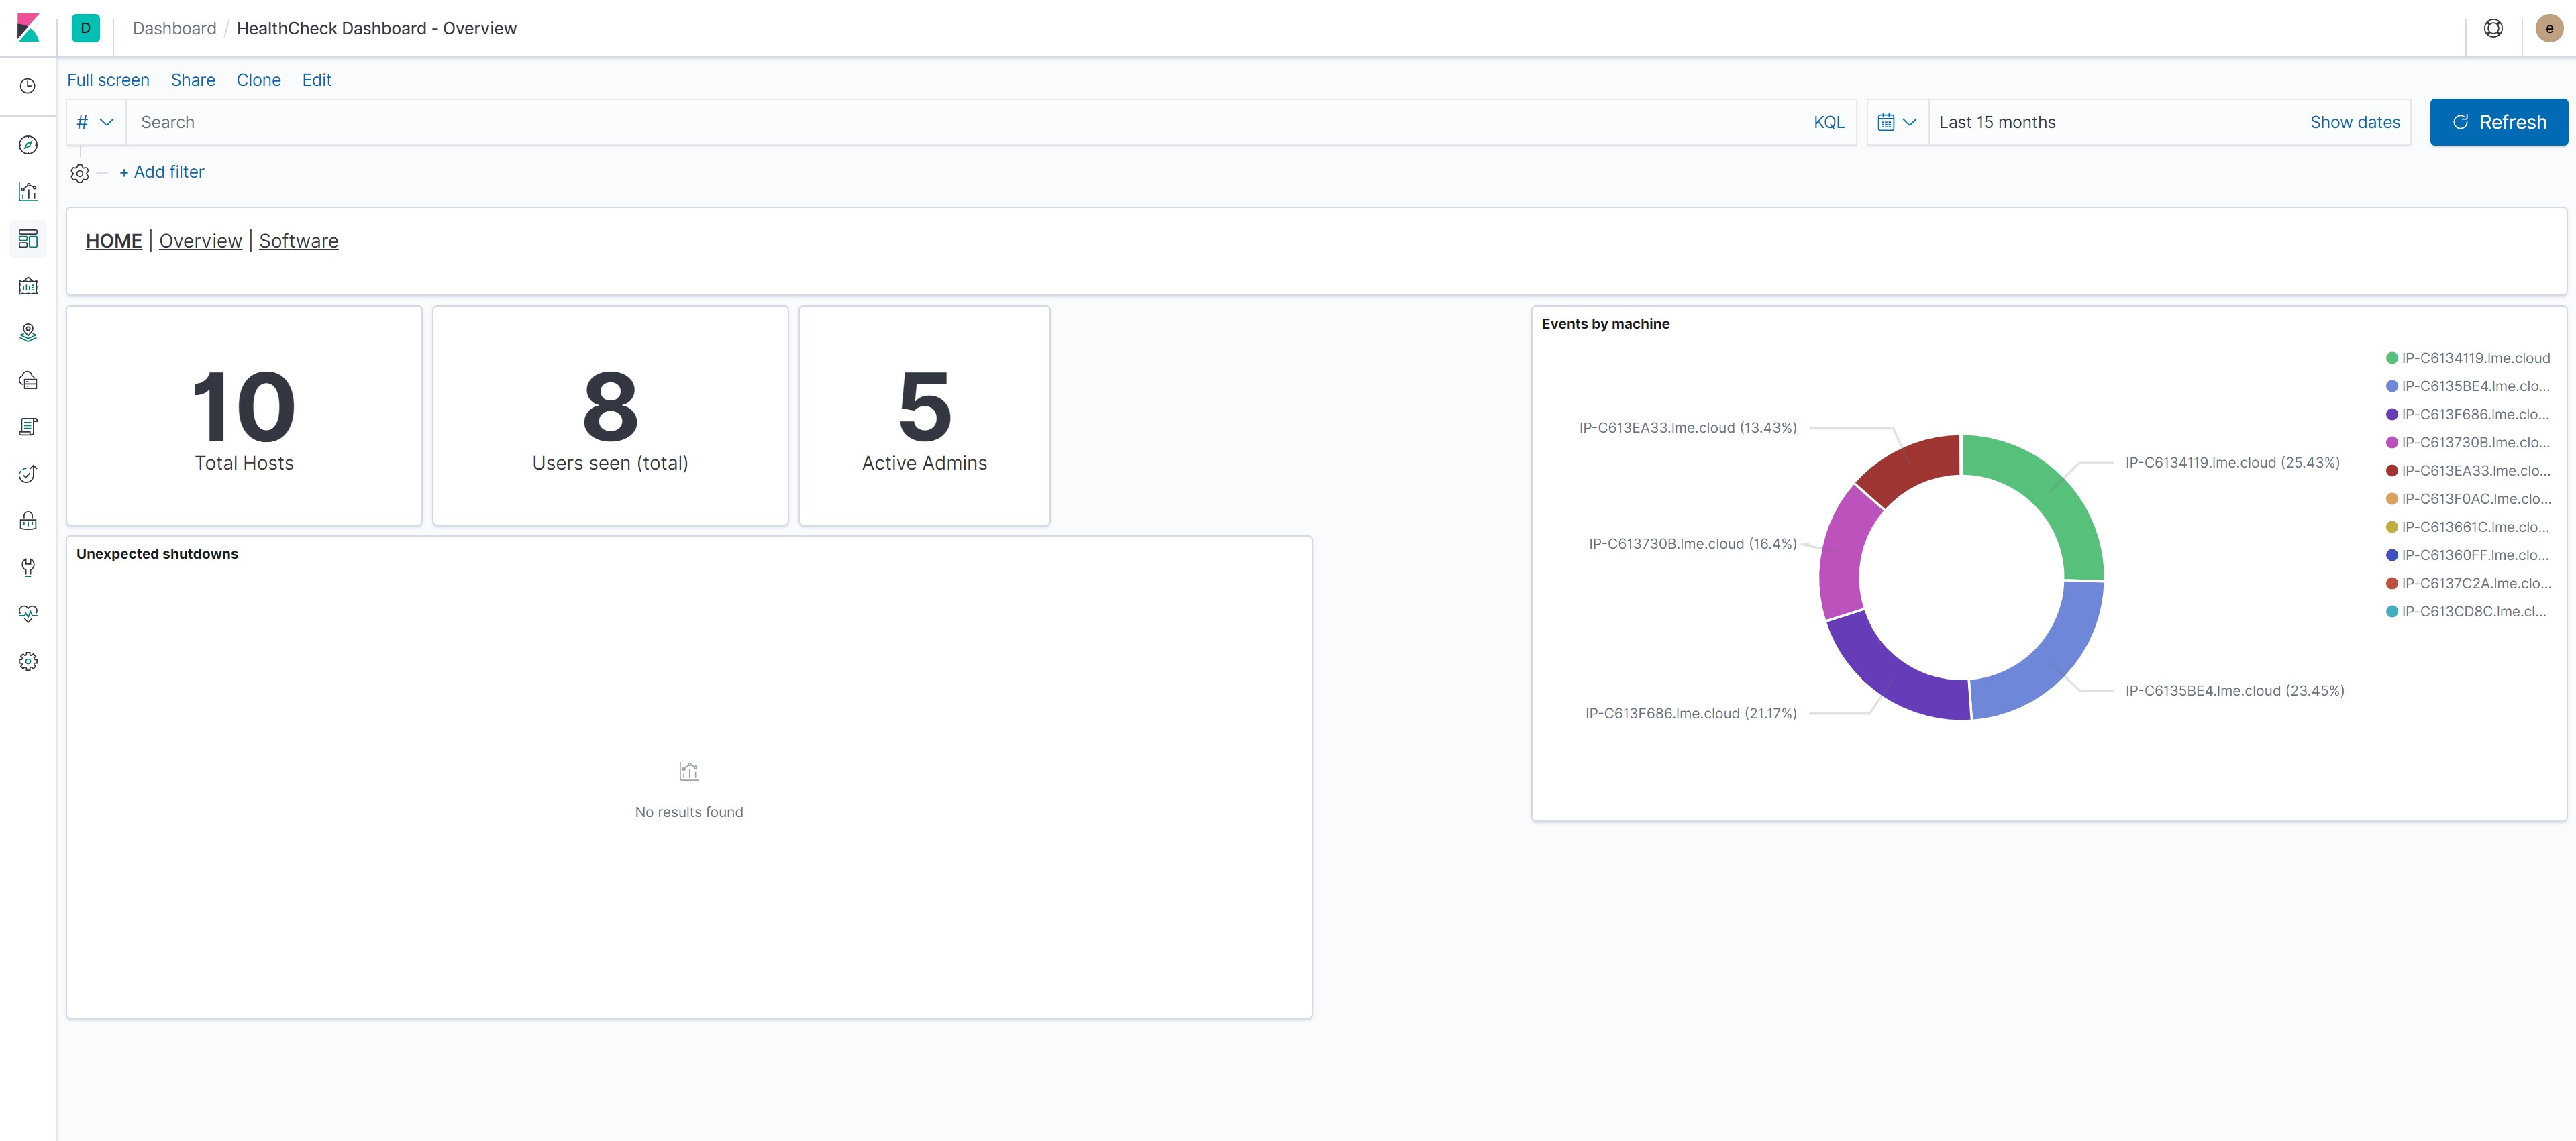 D Dashboard / HealthCheck Dashboard - Overview e
Full screen Share Clone Edit
# Search KQL Last 15 months Show dates Refresh
+ Add filter
HOME | Overview | Software
10
Total Hosts
8
Users seen (total)
5
Active Admins
Events by machine
IP-C613EA33.lme.cloud (13.43%)
IP-C6134119.lme.cloud (25.43%)
IP-C613730B.lme.cloud (16.4%)
IP-C6135BE4.lme.cloud (23.45%)
IP-C613F686.lme.cloud (21.17%)
IP-C6134119.lme.cloud
IP-C6135BE4.lme.clo...
IP-C613F686.lme.clo...
IP-C613730B.lme.clo...
IP-C613EA33.lme.clo...
IP-C613F0AC.lme.clo...
IP-C613661C.lme.clo...
IP-C61360FF.lme.clo...
IP-C6137C2A.lme.clo...
IP-C613CD8C.lme.cl...
Unexpected shutdowns
No results found